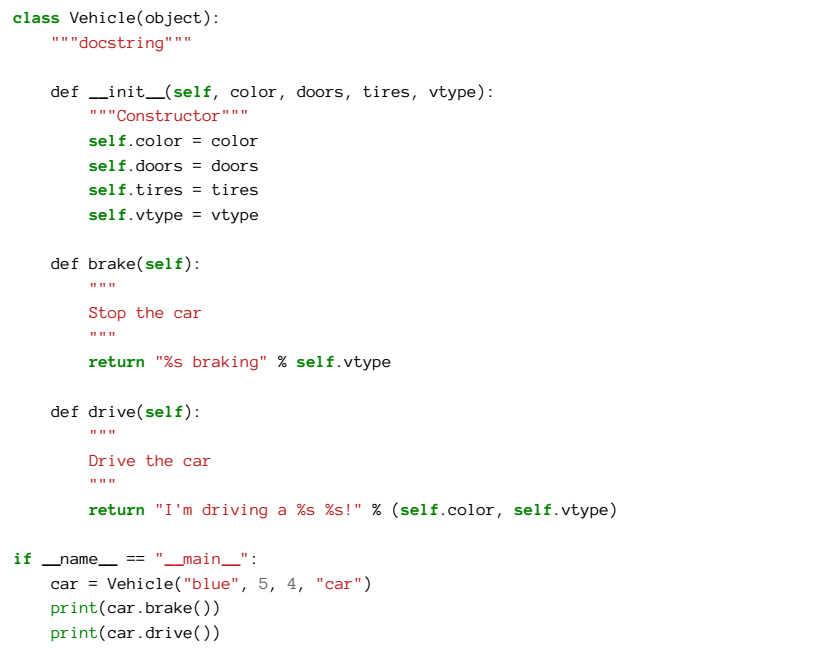 class Vehicle(object):
    """docstring"""

    def __init__(self, color, doors, tires, vtype):
        """Constructor"""
        self.color = color
        self.doors = doors
        self.tires = tires
        self.vtype = vtype

    def brake(self):
        """
        Stop the car
        """
        return "%s braking" % self.vtype

    def drive(self):
        """
        Drive the car
        """
        return "I'm driving a %s %s!" % (self.color, self.vtype)

if __name__ == "__main__":
    car = Vehicle("blue", 5, 4, "car")
    print(car.brake())
    print(car.drive())